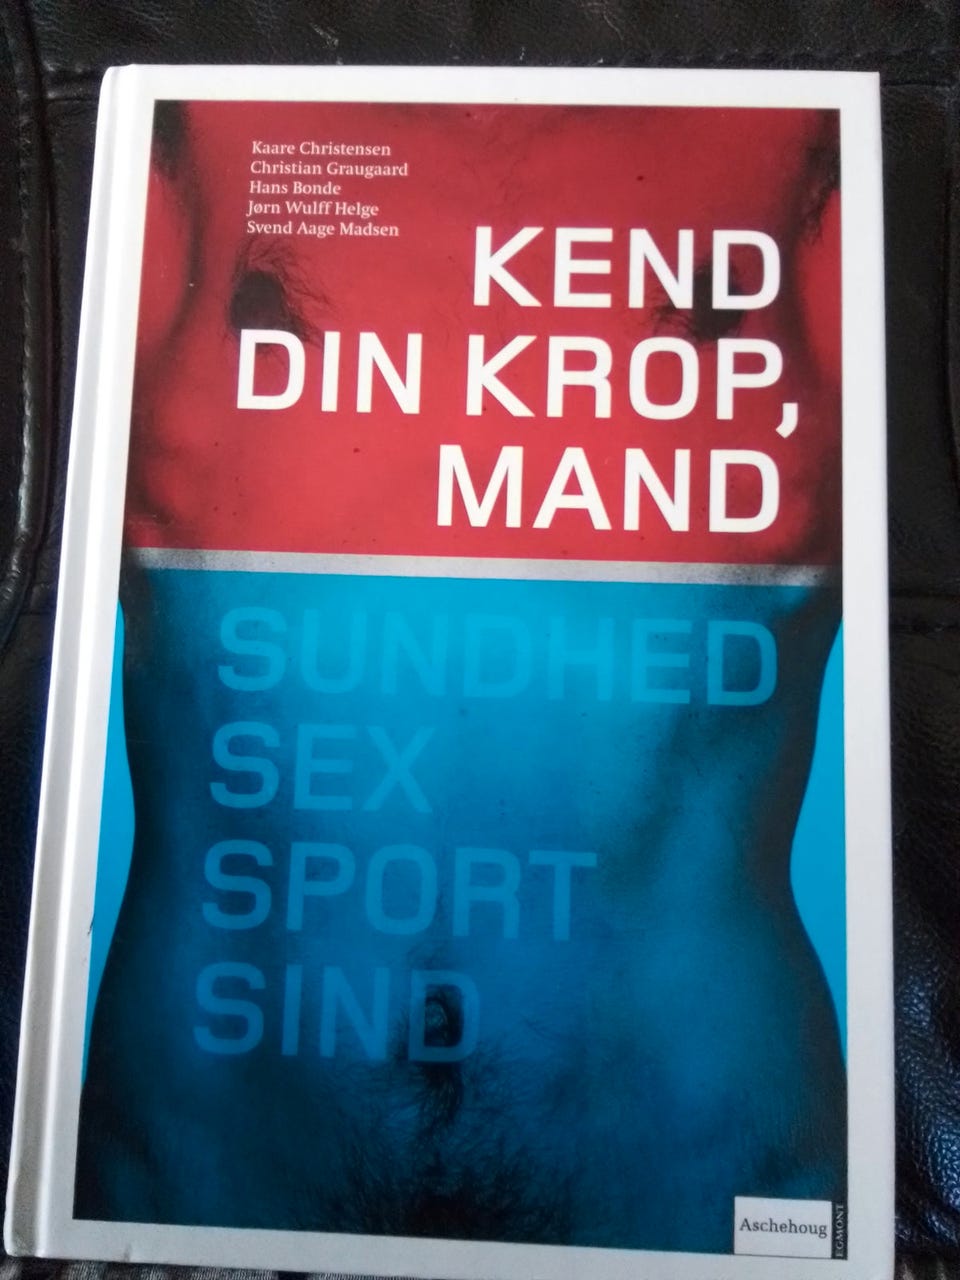 Kaare Christensen
Christian Graugaard
Hans Bonde
Jørn Wulff Helge
Svend Aage Madsen
KEND
DIN KROP,
MAND
SUNDHED
SEX
SPORT
SIND
Aschehoug
EGMONT